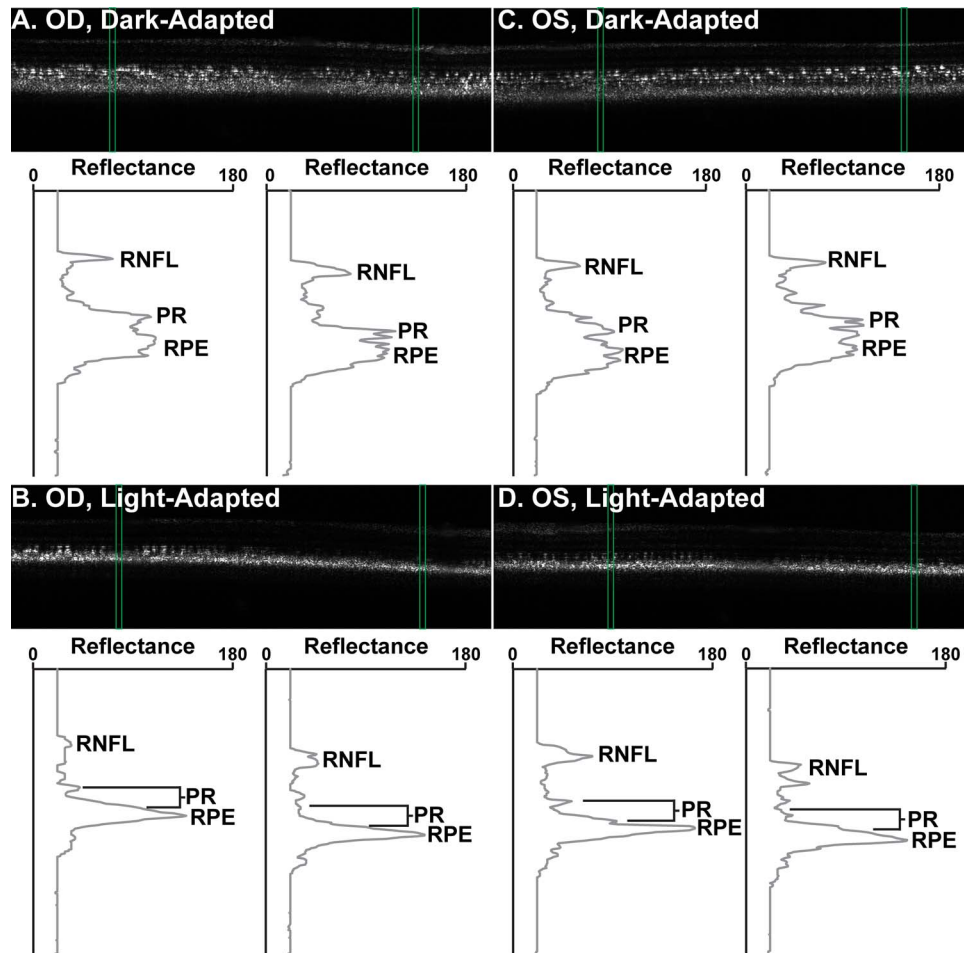 A. OD, Dark-Adapted
C. OS, Dark-Adapted
0 Reflectance 180
0 Reflectance 180
0 Reflectance 180
0 Reflectance 180
RNFL
PR
RPE
RNFL
PR
RPE
RNFL
PR
RPE
RNFL
PR
RPE
B. OD, Light-Adapted
D. OS, Light-Adapted
0 Reflectance 180
0 Reflectance 180
0 Reflectance 180
0 Reflectance 180
RNFL
PR
RPE
RNFL
PR
RPE
RNFL
PR
RPE
RNFL
PR
RPE